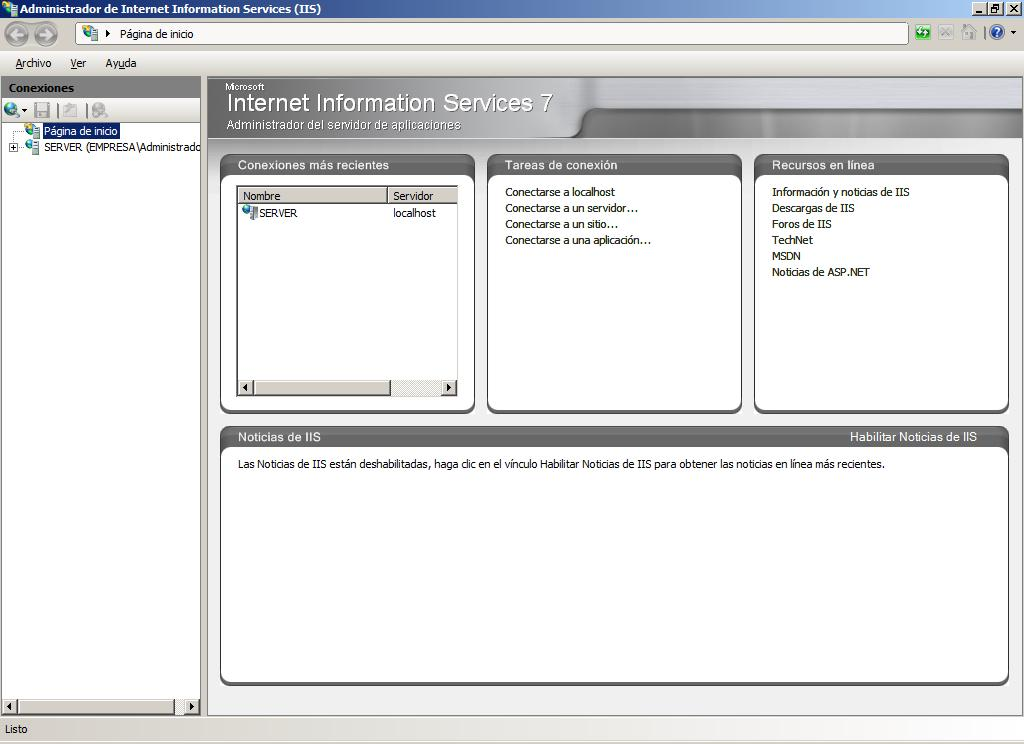 Administrador de Internet Information Services (IIS)
Página de inicio
Archivo Ver Ayuda
Conexiones
Página de inicio
SERVER (EMPRESA\Administrado
Microsoft
Internet Information Services 7
Administrador del servidor de aplicaciones
Conexiones más recientes
Nombre Servidor
SERVER localhost
Tareas de conexión
Conectarse a localhost
Conectarse a un servidor...
Conectarse a un sitio...
Conectarse a una aplicación...
Recursos en línea
Información y noticias de IIS
Descargas de IIS
Foros de IIS
TechNet
MSDN
Noticias de ASP.NET
Noticias de IIS Habilitar Noticias de IIS
Las Noticias de IIS están deshabilitadas, haga clic en el vínculo Habilitar Noticias de IIS para obtener las noticias en línea más recientes.
Listo